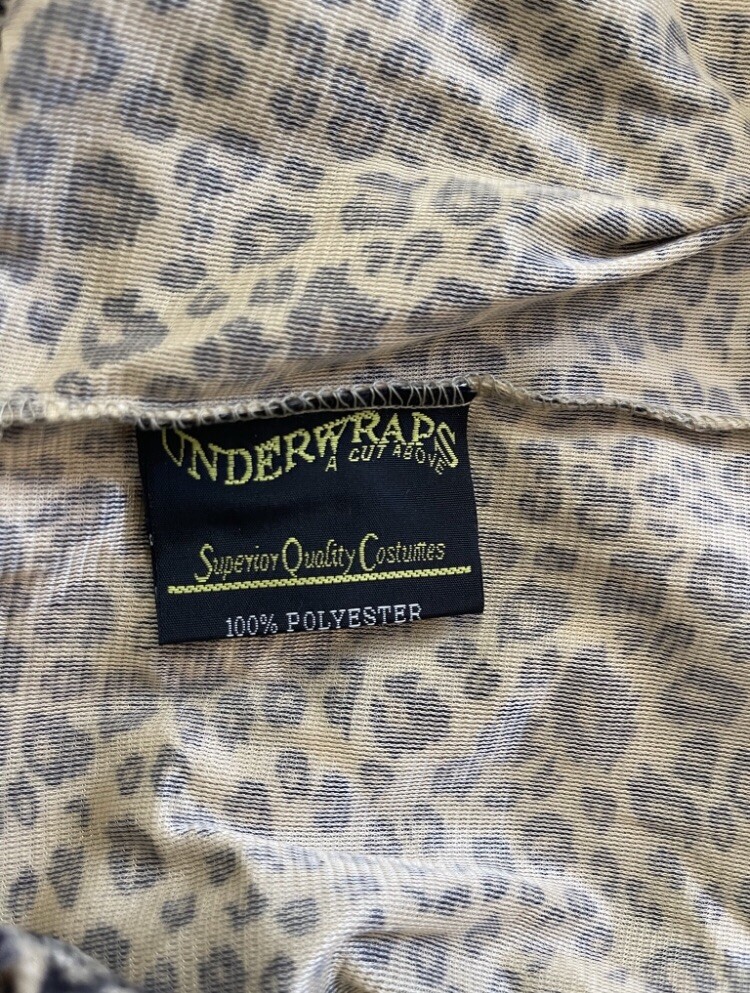 UNDERWRAPS
A CUT ABOVE
Superior Quality Costumes
100% POLYESTER